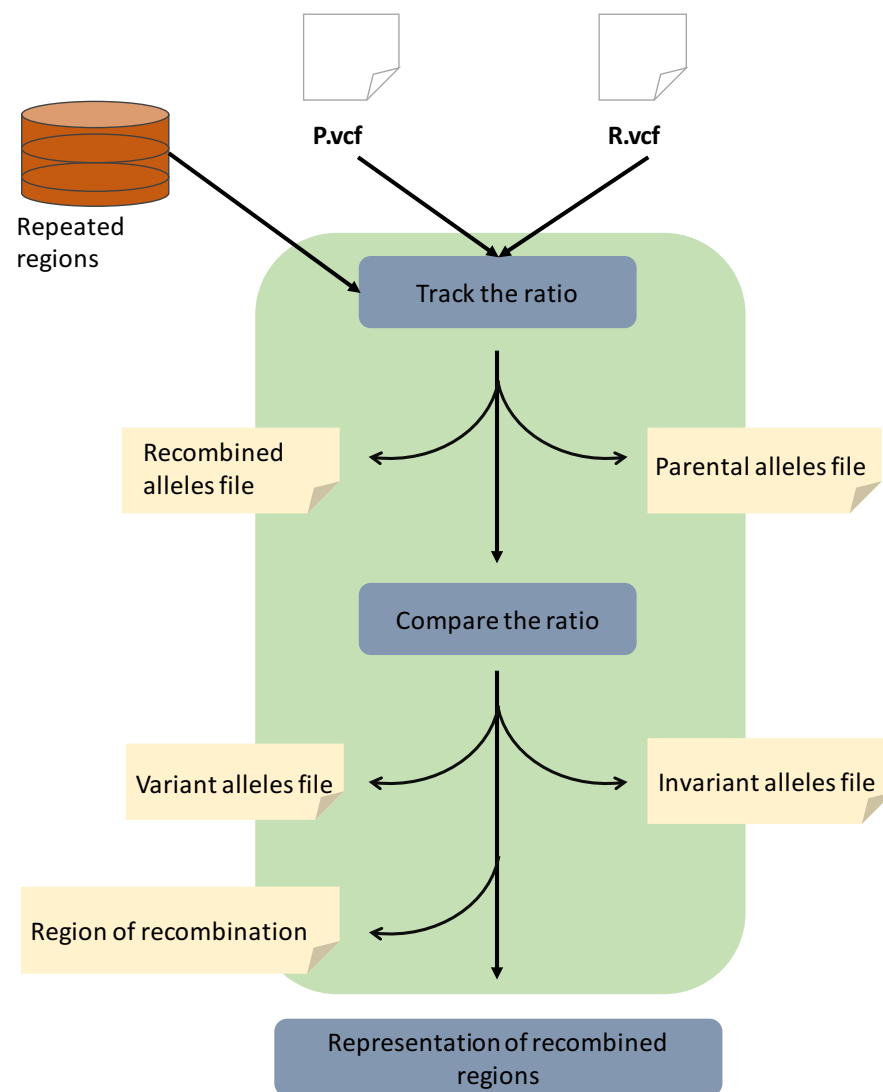 P.vcf
R.vcf
Repeated
regions
Track the ratio
Recombined
alleles file
Parental alleles file
Compare the ratio
Variant alleles file
Invariant alleles file
Region of recombination
Representation of recombined
regions